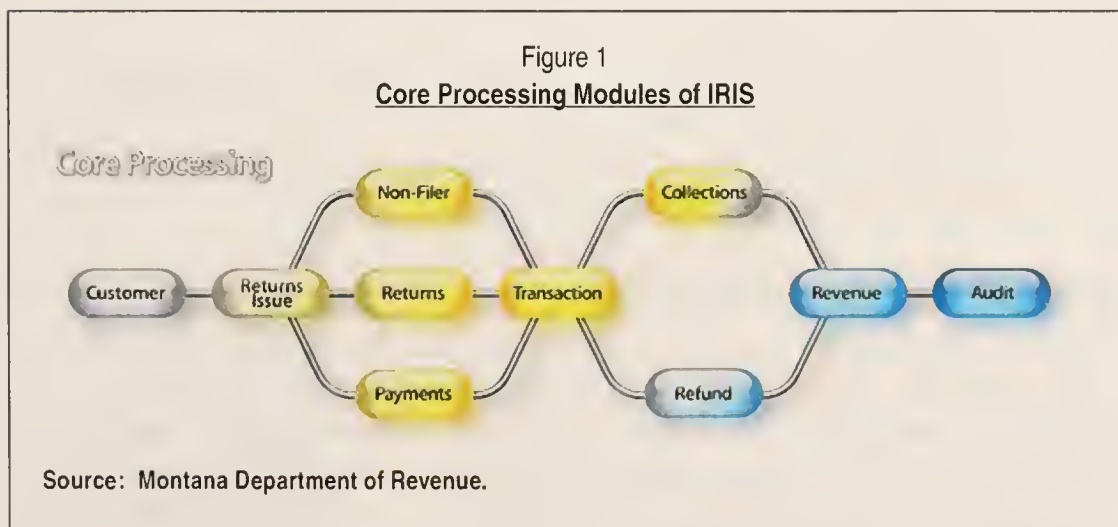 Figure 1
Core Processing Modules of IRIS
Core Processing
Non-Filer
Collections
Customer
Returns
Issue
Returns
Transaction
Revenue
Audit
Payments
Refund
Source: Montana Department of Revenue.